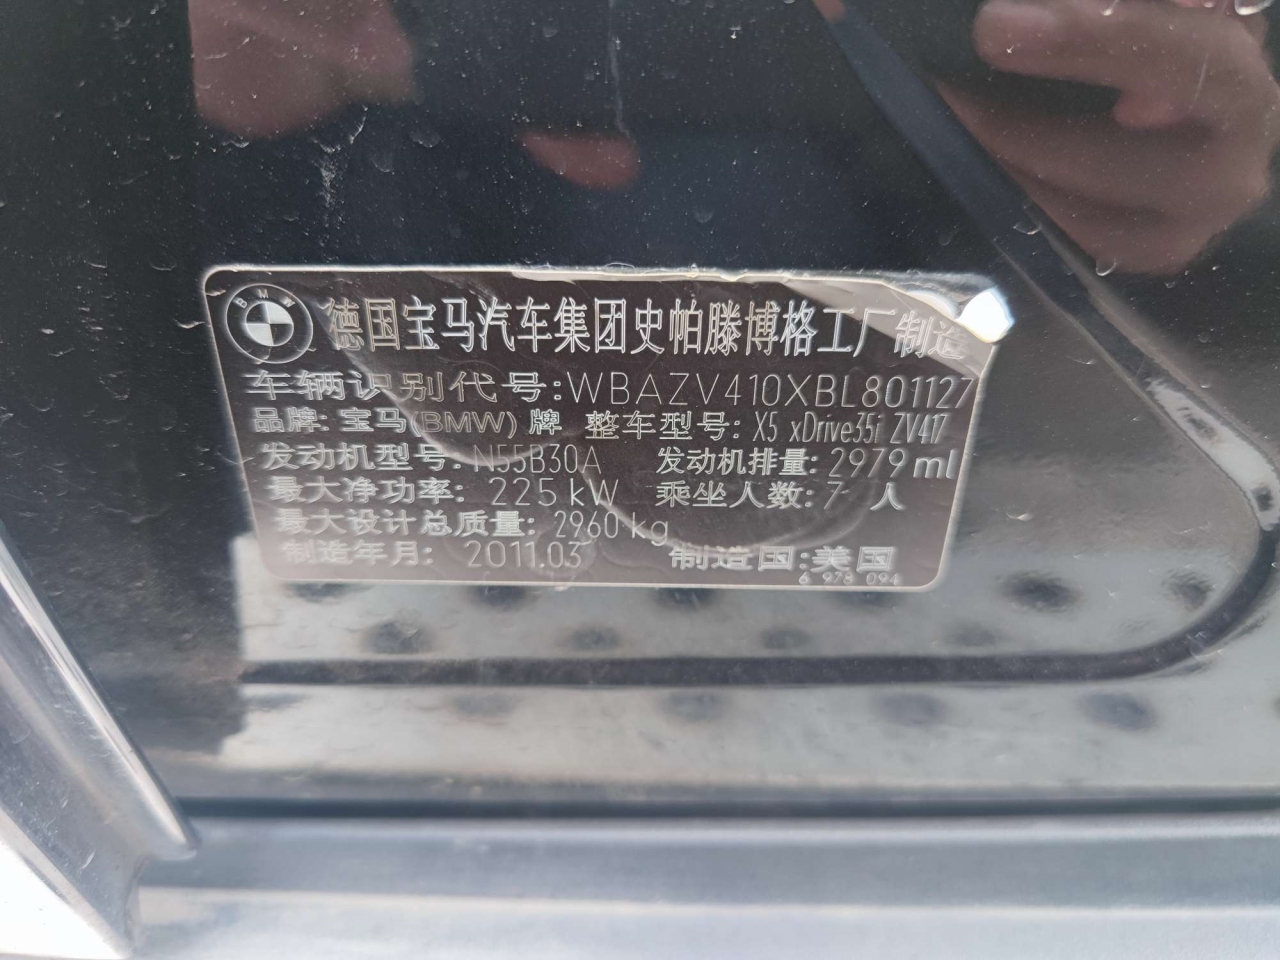 BMW 德国宝马汽车集团史帕滕博格工厂制造
车辆识别代号:WBAZV410XBL801127
品牌:宝马(BMW)牌 整车型号:X5 xDrive35i ZV417
发动机型号:N55B30A 发动机排量:2979ml
最大净功率:225kW 乘坐人数:7人
最大设计总质量:2960kg
制造年月:2011.03 制造国:美国
6 978 094